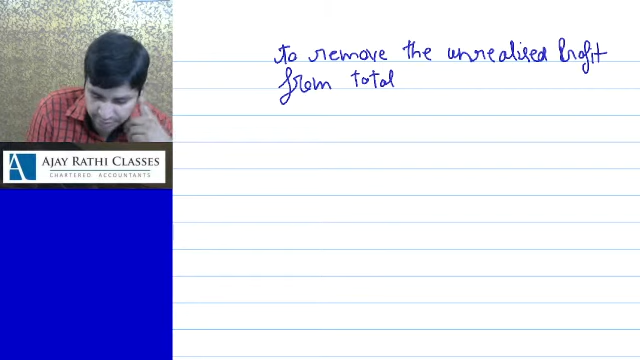 to remove the unrealised Profit
from total
A
AJAY RATHI CLASSES
CHARTERED ACCOUNTANTS